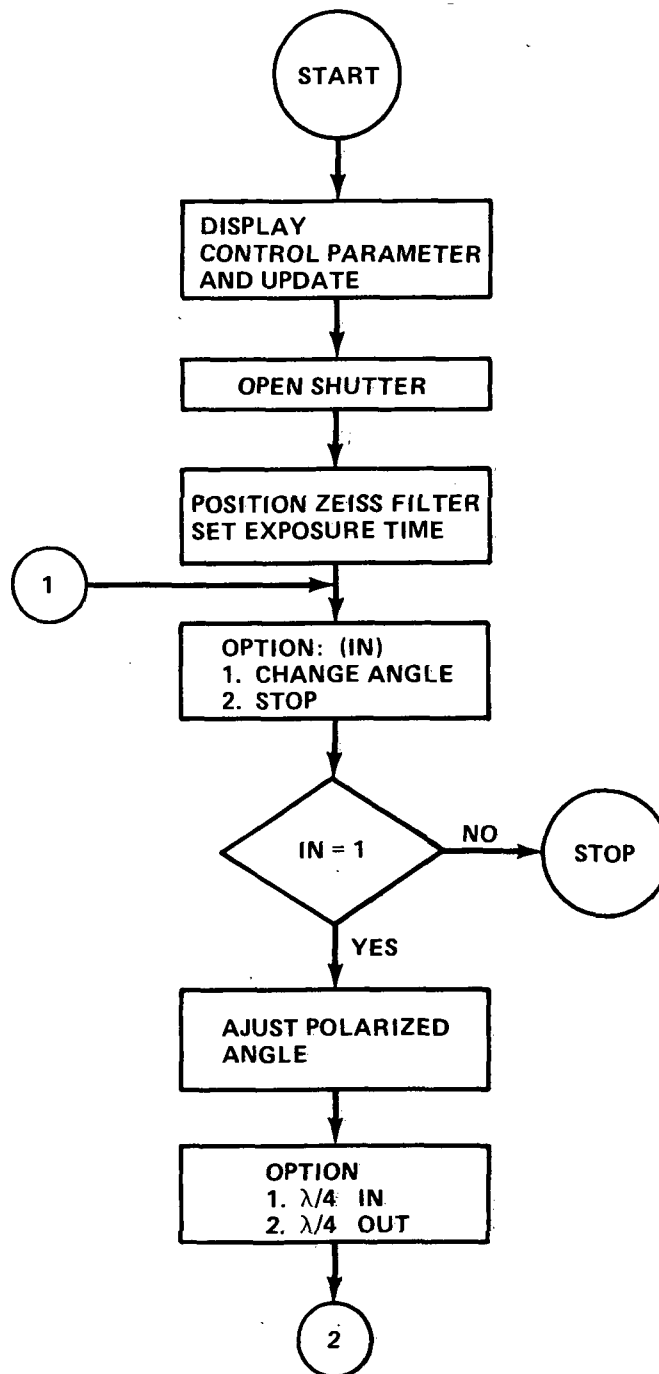 START
DISPLAY
CONTROL PARAMETER
AND UPDATE
OPEN SHUTTER
POSITION ZEISS FILTER
SET EXPOSURE TIME
1
OPTION: (IN)
1. CHANGE ANGLE
2. STOP
IN = 1
NO
STOP
YES
AJUST POLARIZED
ANGLE
OPTION
1. λ/4 IN
2. λ/4 OUT
2